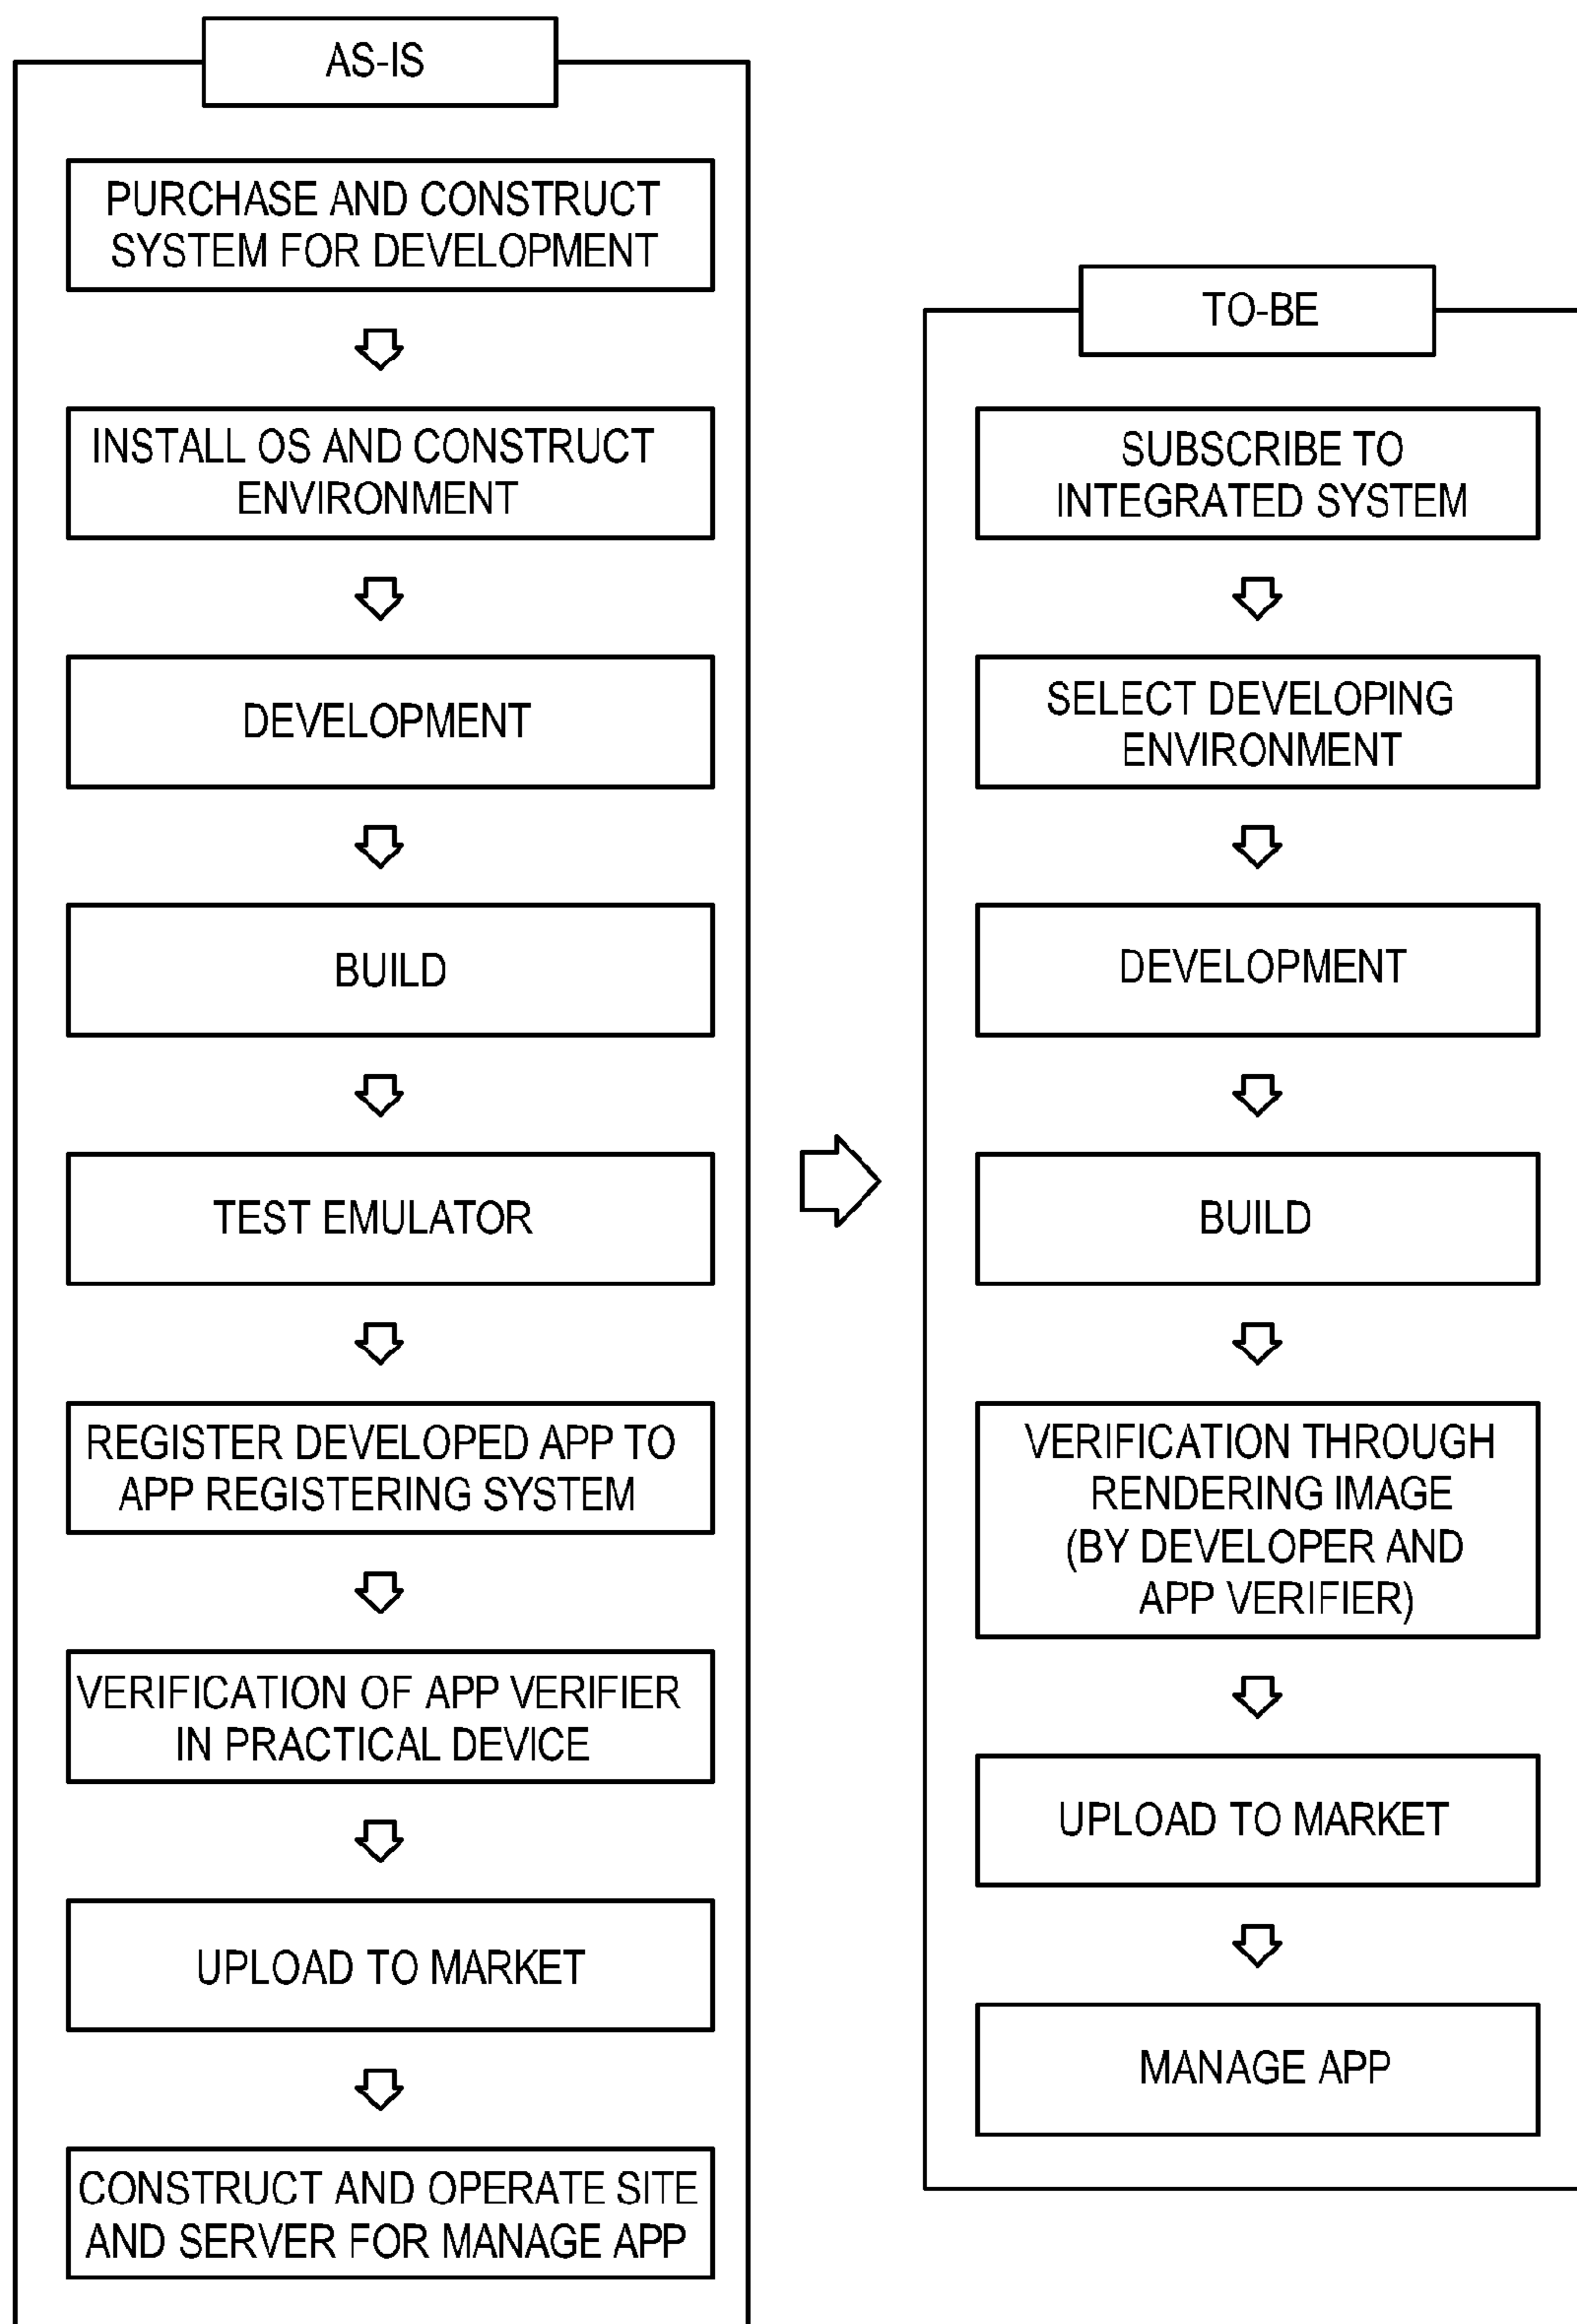 AS-IS
PURCHASE AND CONSTRUCT
SYSTEM FOR DEVELOPMENT
INSTALL OS AND CONSTRUCT
ENVIRONMENT
DEVELOPMENT
BUILD
TEST EMULATOR
REGISTER DEVELOPED APP TO
APP REGISTERING SYSTEM
VERIFICATION OF APP VERIFIER
IN PRACTICAL DEVICE
UPLOAD TO MARKET
CONSTRUCT AND OPERATE SITE
AND SERVER FOR MANAGE APP
TO-BE
SUBSCRIBE TO
INTEGRATED SYSTEM
SELECT DEVELOPING
ENVIRONMENT
DEVELOPMENT
BUILD
VERIFICATION THROUGH
RENDERING IMAGE
(BY DEVELOPER AND
APP VERIFIER)
UPLOAD TO MARKET
MANAGE APP